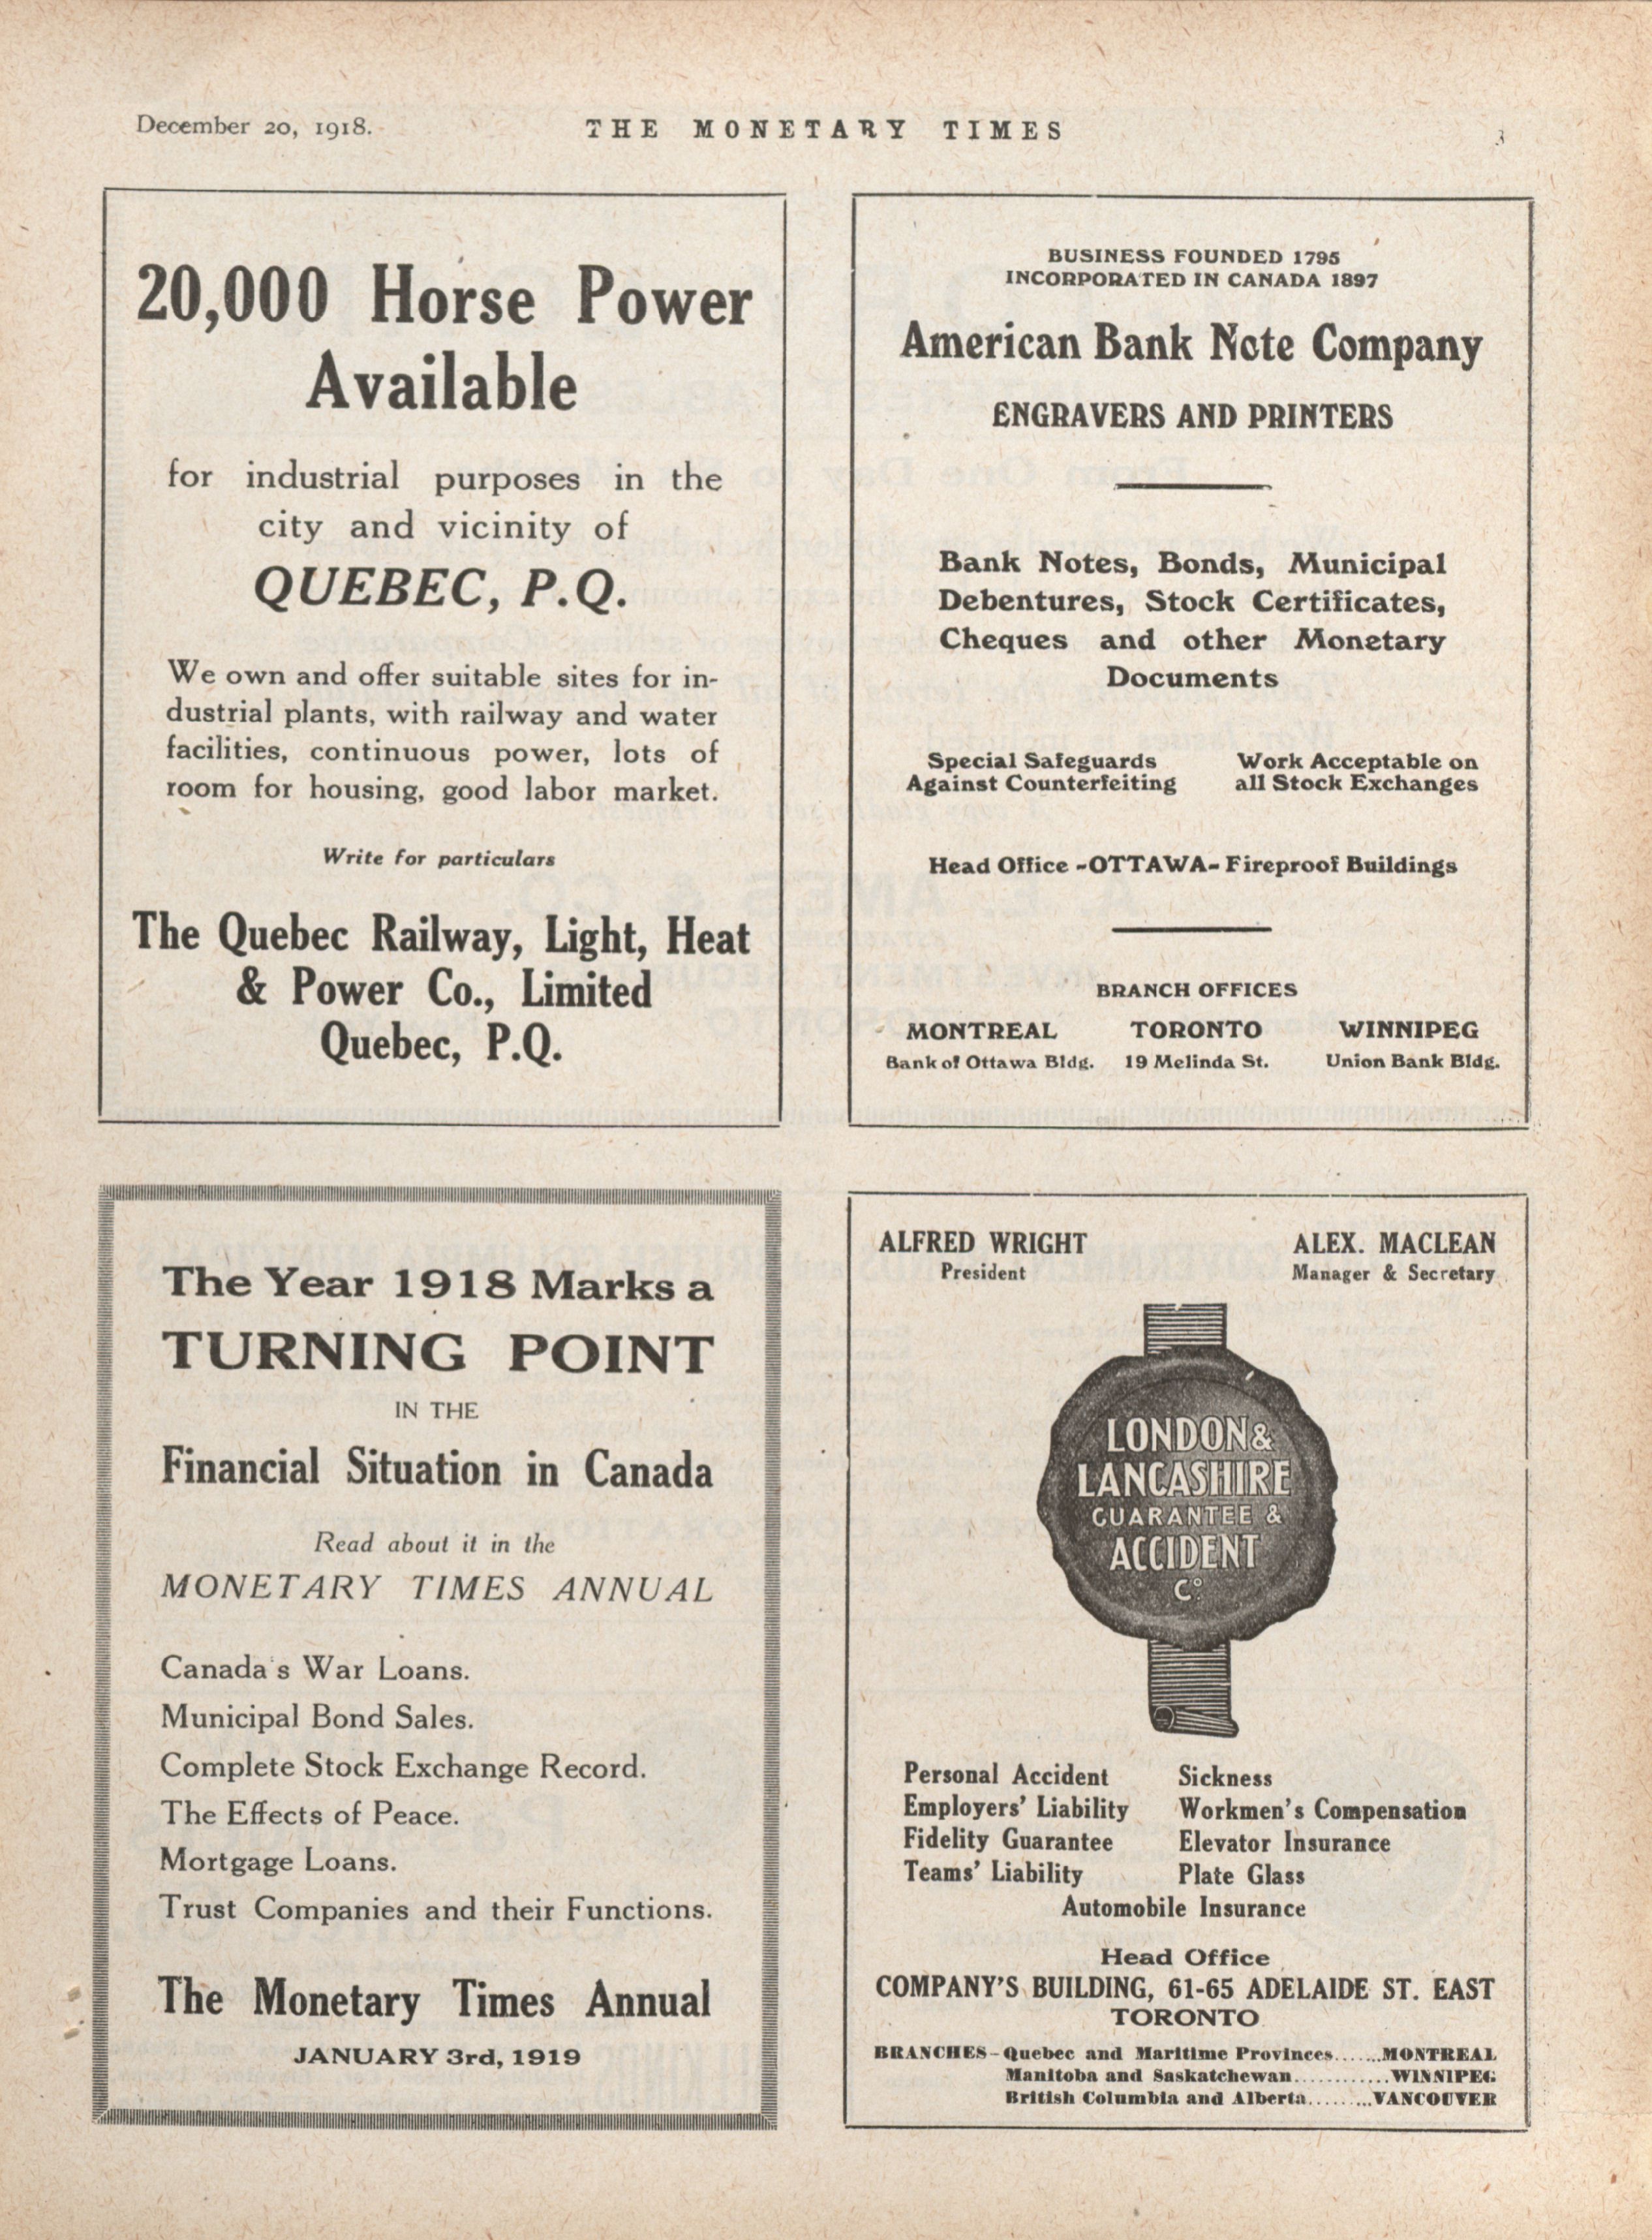 December 20, 1918.
THE MONETARY TIMES
3
20,000 Horse Power
Available
for industrial purposes in the
city and vicinity of
QUEBEC, P.Q.
We own and offer suitable sites for in-
dustrial plants, with railway and water
facilities, continuous power, lots of
room for housing, good labor market.
Write for particulars
The Quebec Railway, Light, Heat
& Power Co., Limited
Quebec, P.Q.
BUSINESS FOUNDED 1795
INCORPORATED IN CANADA 1897
American Bank Note Company
ENGRAVERS AND PRINTERS
Bank Notes, Bonds, Municipal
Debentures, Stock Certificates,
Cheques and other Monetary
Documents
Special Safeguards
Against Counterfeiting
Work Acceptable on
all Stock Exchanges
Head Office -OTTAWA- Fireproof Buildings
BRANCH OFFICES
MONTREAL
Bank of Ottawa Bldg.
TORONTO
19 Melinda St.
WINNIPEG
Union Bank Bldg.
The Year 1918 Marks a
TURNING POINT
IN THE
Financial Situation in Canada
Read about it in the
MONETARY TIMES ANNUAL
Canada's War Loans.
Municipal Bond Sales.
Complete Stock Exchange Record.
The Effects of Peace.
Mortgage Loans.
Trust Companies and their Functions.
The Monetary Times Annual
JANUARY 3rd, 1919
ALFRED WRIGHT
President
ALEX. MACLEAN
Manager & Secretary
LONDON &
LANCASHIRE
GUARANTEE &
ACCIDENT
Co.
Personal Accident
Sickness
Employers' Liability
Workmen's Compensation
Fidelity Guarantee
Elevator Insurance
Teams' Liability
Plate Glass
Automobile Insurance
Head Office
COMPANY'S BUILDING, 61-65 ADELAIDE ST. EAST
TORONTO
BRANCHES-Quebec and Maritime Provinces.......MONTREAL
Manitoba and Saskatchewan............WINNIPEG
British Columbia and Alberta.........VANCOUVER